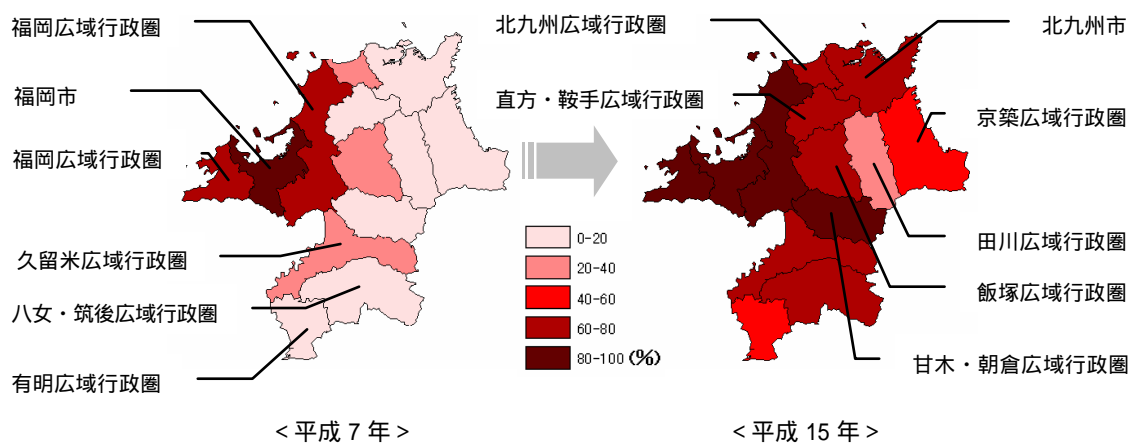 福岡広域行政圏
福岡市
福岡広域行政圏
久留米広域行政圏
八女・筑後広域行政圏
有明広域行政圏
北九州広域行政圏
直方・鞍手広域行政圏
北九州市
京築広域行政圏
田川広域行政圏
飯塚広域行政圏
甘木・朝倉広域行政圏
0-20
20-40
40-60
60-80
80-100 (%)
<平成 7 年>
<平成 15 年>